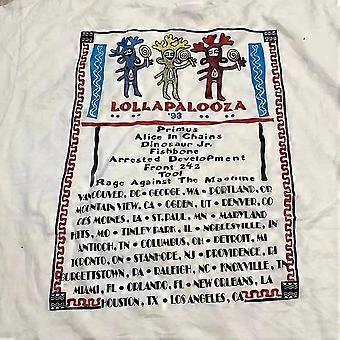 LOLLAPALOOZA
'93
Primus
Alice In Chains
Dinosaur Jr.
Fishbone
Arrested Development
Front 242
Tool
Rage Against The Machine
VANCOUVER, BC • GEORGE, WA • PORTLAND, OR
MOUNTAIN VIEW, CA • OGDEN, UT • DENVER, CO
DES MOINES, LA • ST. PAUL, MN • MARYLAND
HITS, MO • TINLEY PARK, IL • NOBLESVILLE, IN
ANTIOCH, TN • COLUMBUS, OH • DETROIT, MI
TORONTO, ON • STANHOPE, NJ • PROVIDENCE, RI
BURGETTSTOWN, PA • RALEIGH, NC • KNOXVILLE, TN
MIAMI, FL • ORLANDO, FL • NEW ORLEANS, LA
HOUSTON, TX • LOS ANGELES, CA